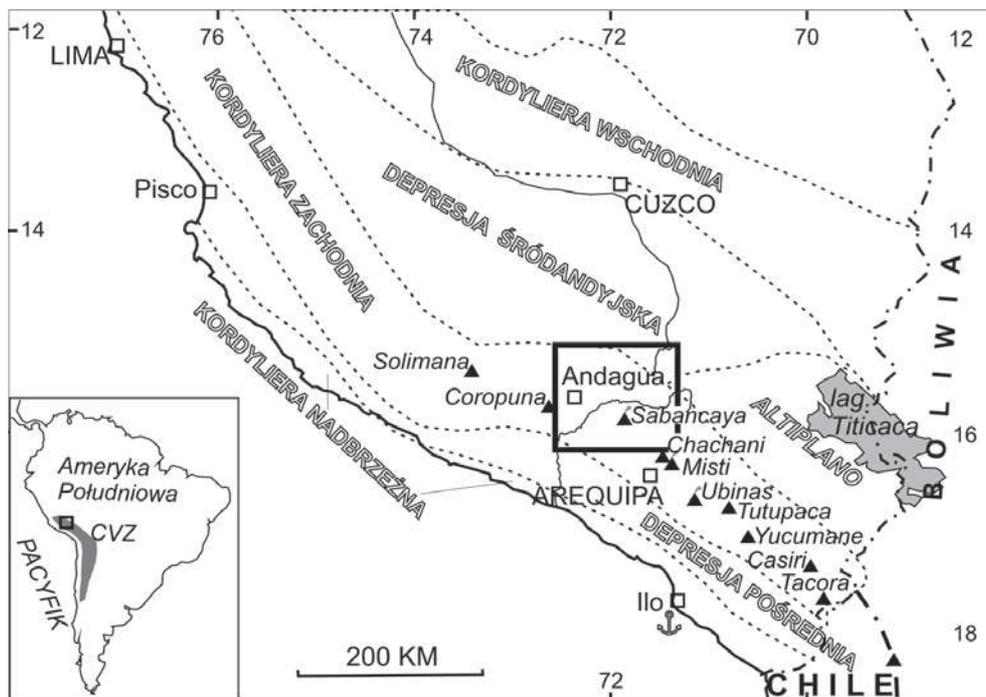 12
76
74
70
12
LIMA
KORDYLIERA ZACHODNIA
KORDYLIERA WSCHODNIA
Pisco
DEPRESJA ŚRÓDANDYJSKA
CUZCO
14
14
BOLIWIA
KORDYLIERA NADBRZEŻNA
Solimana
Coropuna
Andagua
Sabancaya
ALTIPLANO
lag.
Titicaca
16
Chachani
Misti
AREQUIPA
Ubinas
Tutupaca
Yucumane
Casiri
Tacora
DEPRESJA POŚREDNIA
Ilo
18
200 KM
72
CHILE
Ameryka
Południowa
CVZ
PACYFIK